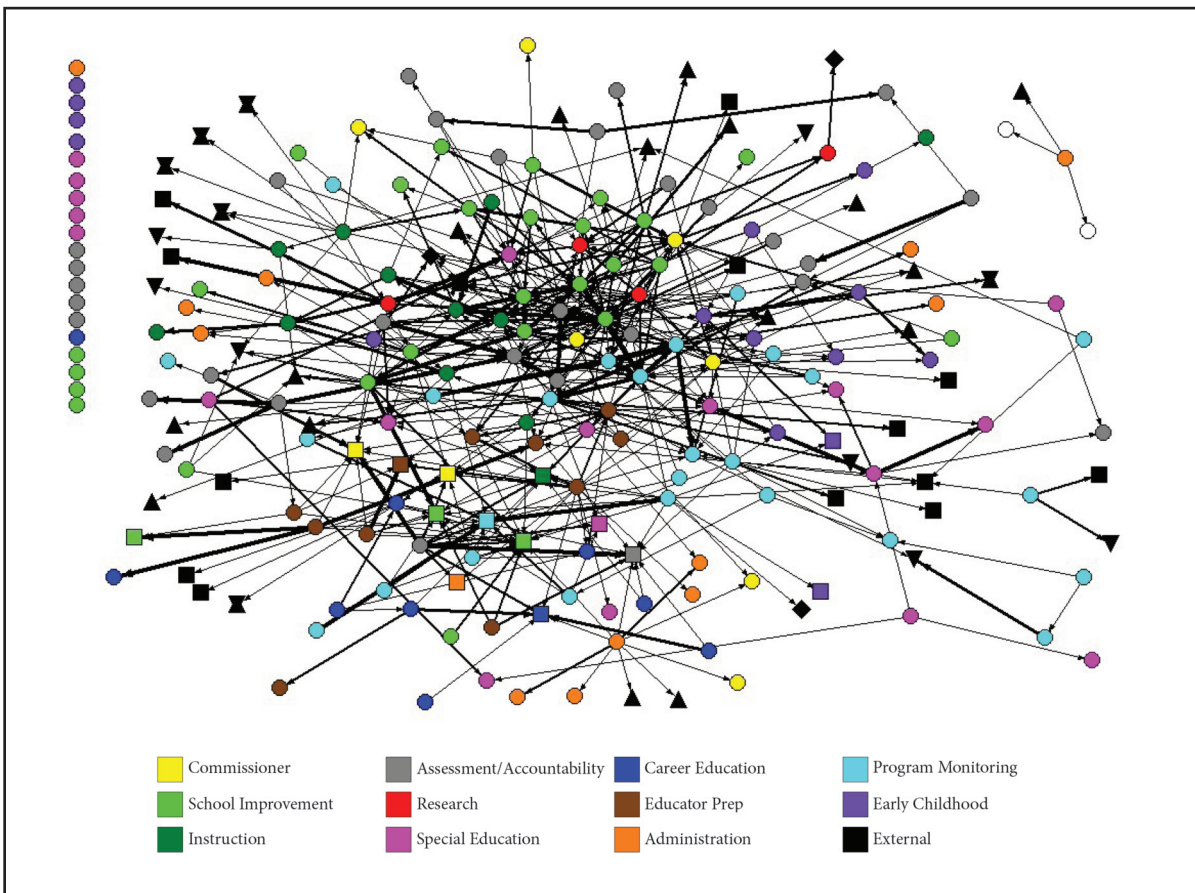 Commissioner
Assessment/Accountability
Career Education
Program Monitoring
School Improvement
Research
Educator Prep
Early Childhood
Instruction
Special Education
Administration
External